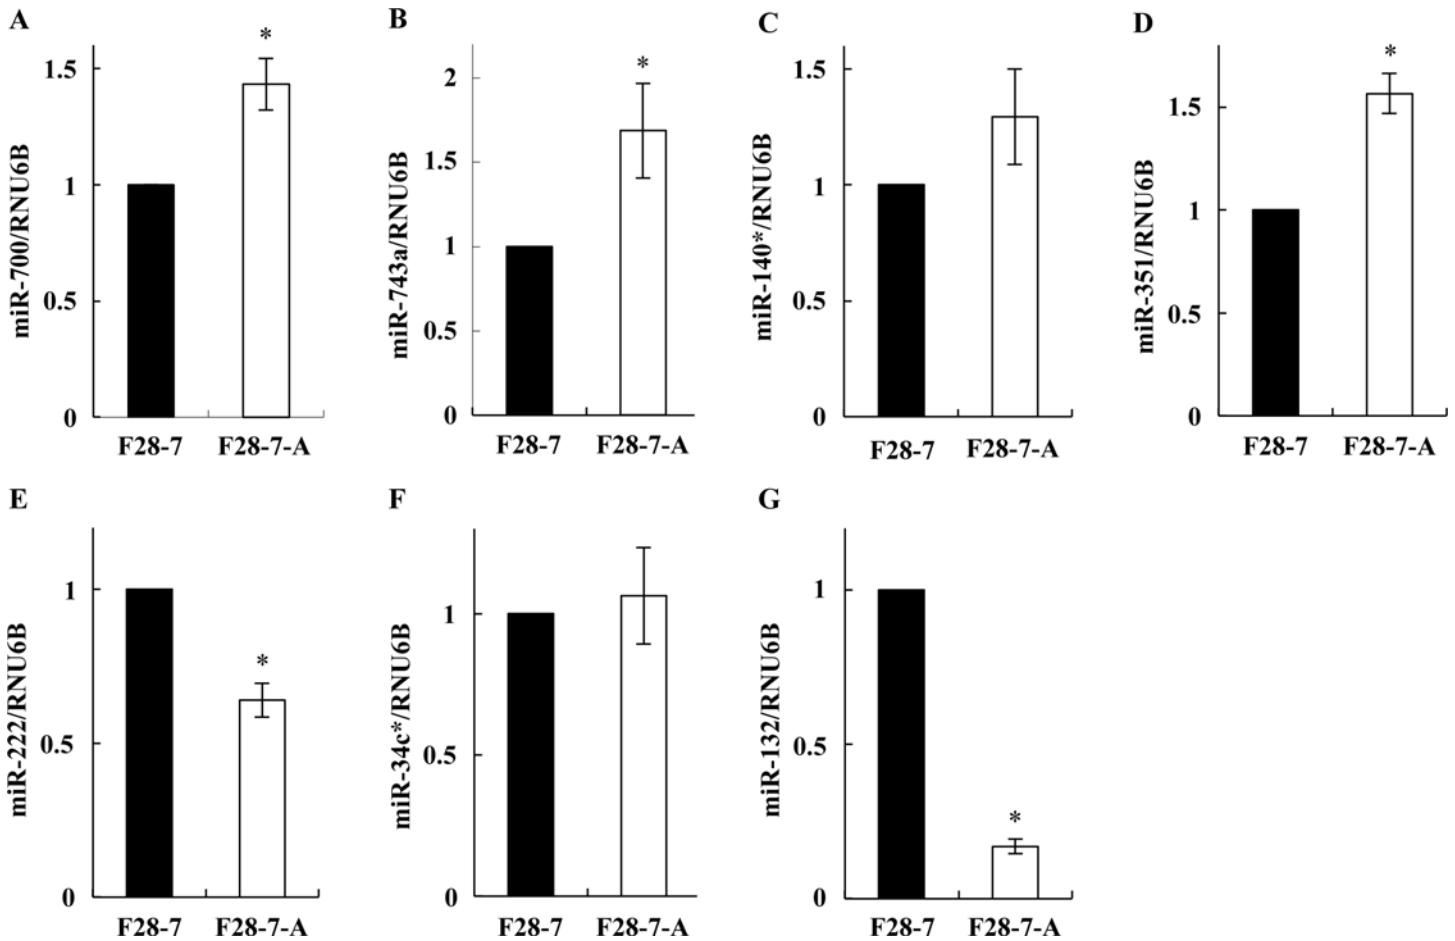 A
miR-700/RNU6B
1.5
1
0.5
0
*
F28-7 F28-7-A
B
miR-743a/RNU6B
2
1.5
1
0.5
0
*
F28-7 F28-7-A
C
miR-140*/RNU6B
1.5
1
0.5
0
F28-7 F28-7-A
D
miR-351/RNU6B
1.5
1
0.5
0
*
F28-7 F28-7-A
E
miR-222/RNU6B
1
0.5
0
*
F28-7 F28-7-A
F
miR-34c*/RNU6B
1
0.5
0
F28-7 F28-7-A
G
miR-132/RNU6B
1
0.5
0
*
F28-7 F28-7-A